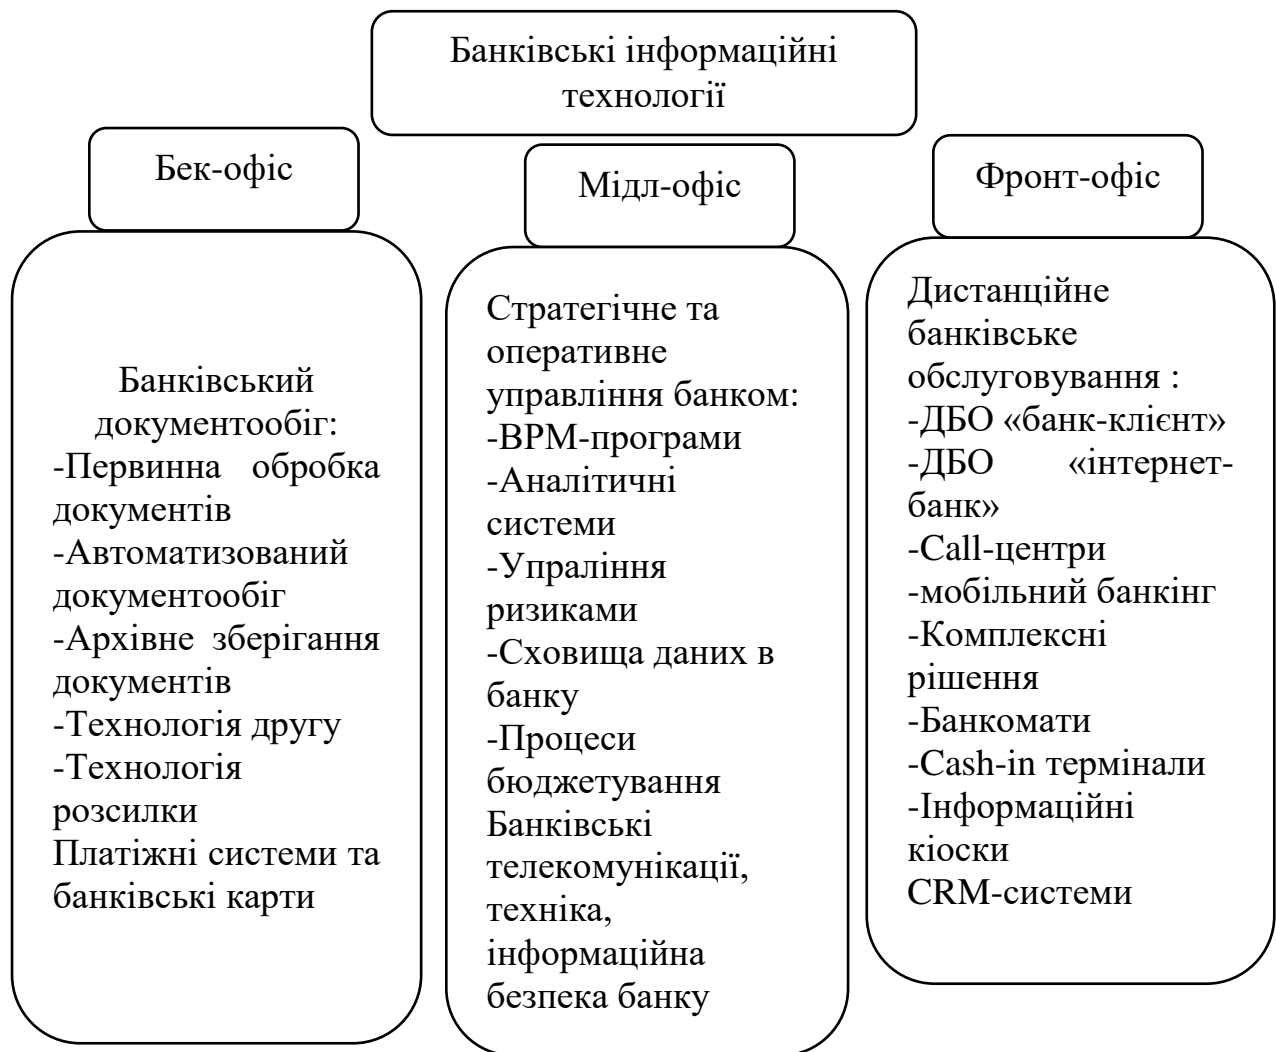 Банківські інформаційні
технології
Бек-офіс
Банківський
документообіг:
-Первинна обробка
документів
-Автоматизований
документообіг
-Архівне зберігання
документів
-Технологія другу
-Технологія
розсилки
Платіжні системи та
банківські карти
Мідл-офіс
Стратегічне та
оперативне
управління банком:
-ВРМ-програми
-Аналітичні
системи
-Упраління
ризиками
-Сховища даних в
банку
-Процеси
бюджетування
Банківські
телекомунікації,
техніка,
інформаційна
безпека банку
Фронт-офіс
Дистанційне
банківське
обслуговування :
-ДБО «банк-клієнт»
-ДБО «інтернет-
банк»
-Call-центри
-мобільний банкінг
-Комплексні
рішення
-Банкомати
-Cash-in термінали
-Інформаційні
кіоски
CRM-системи